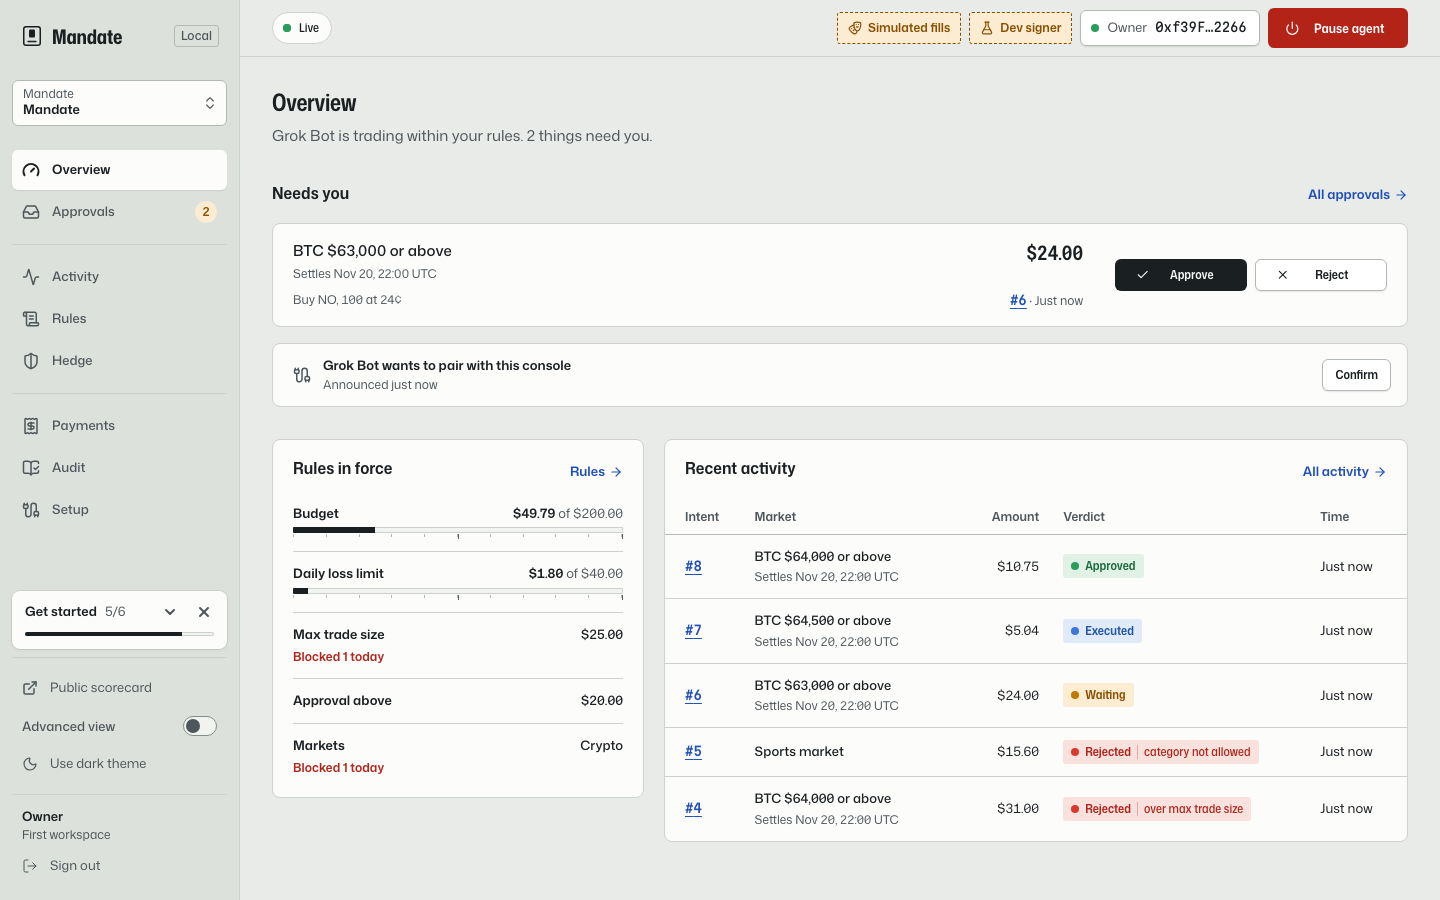 Mandate
Local
Mandate
Mandate
Overview
Approvals
2
Activity
Rules
Hedge
Payments
Audit
Setup
Get started 5/6
Public scorecard
Advanced view
Use dark theme
Owner
First workspace
Sign out
Live
Simulated fills
Dev signer
Owner 0xf39F…2266
Pause agent
Overview
Grok Bot is trading within your rules. 2 things need you.
Needs you
All approvals
BTC $63,000 or above
Settles Nov 20, 22:00 UTC
Buy NO, 100 at 24¢
$24.00
#6 · Just now
Approve
Reject
Grok Bot wants to pair with this console
Announced just now
Confirm
Rules in force
Rules
Budget
$49.79 of $200.00
Daily loss limit
$1.80 of $40.00
Max trade size
$25.00
Blocked 1 today
Approval above
$20.00
Markets
Crypto
Blocked 1 today
Recent activity
All activity
Intent Market Amount Verdict Time
#8
BTC $64,000 or above
Settles Nov 20, 22:00 UTC
$10.75
Approved
Just now
#7
BTC $64,500 or above
Settles Nov 20, 22:00 UTC
$5.04
Executed
Just now
#6
BTC $63,000 or above
Settles Nov 20, 22:00 UTC
$24.00
Waiting
Just now
#5
Sports market
$15.60
Rejected category not allowed
Just now
#4
BTC $64,000 or above
Settles Nov 20, 22:00 UTC
$31.00
Rejected over max trade size
Just now